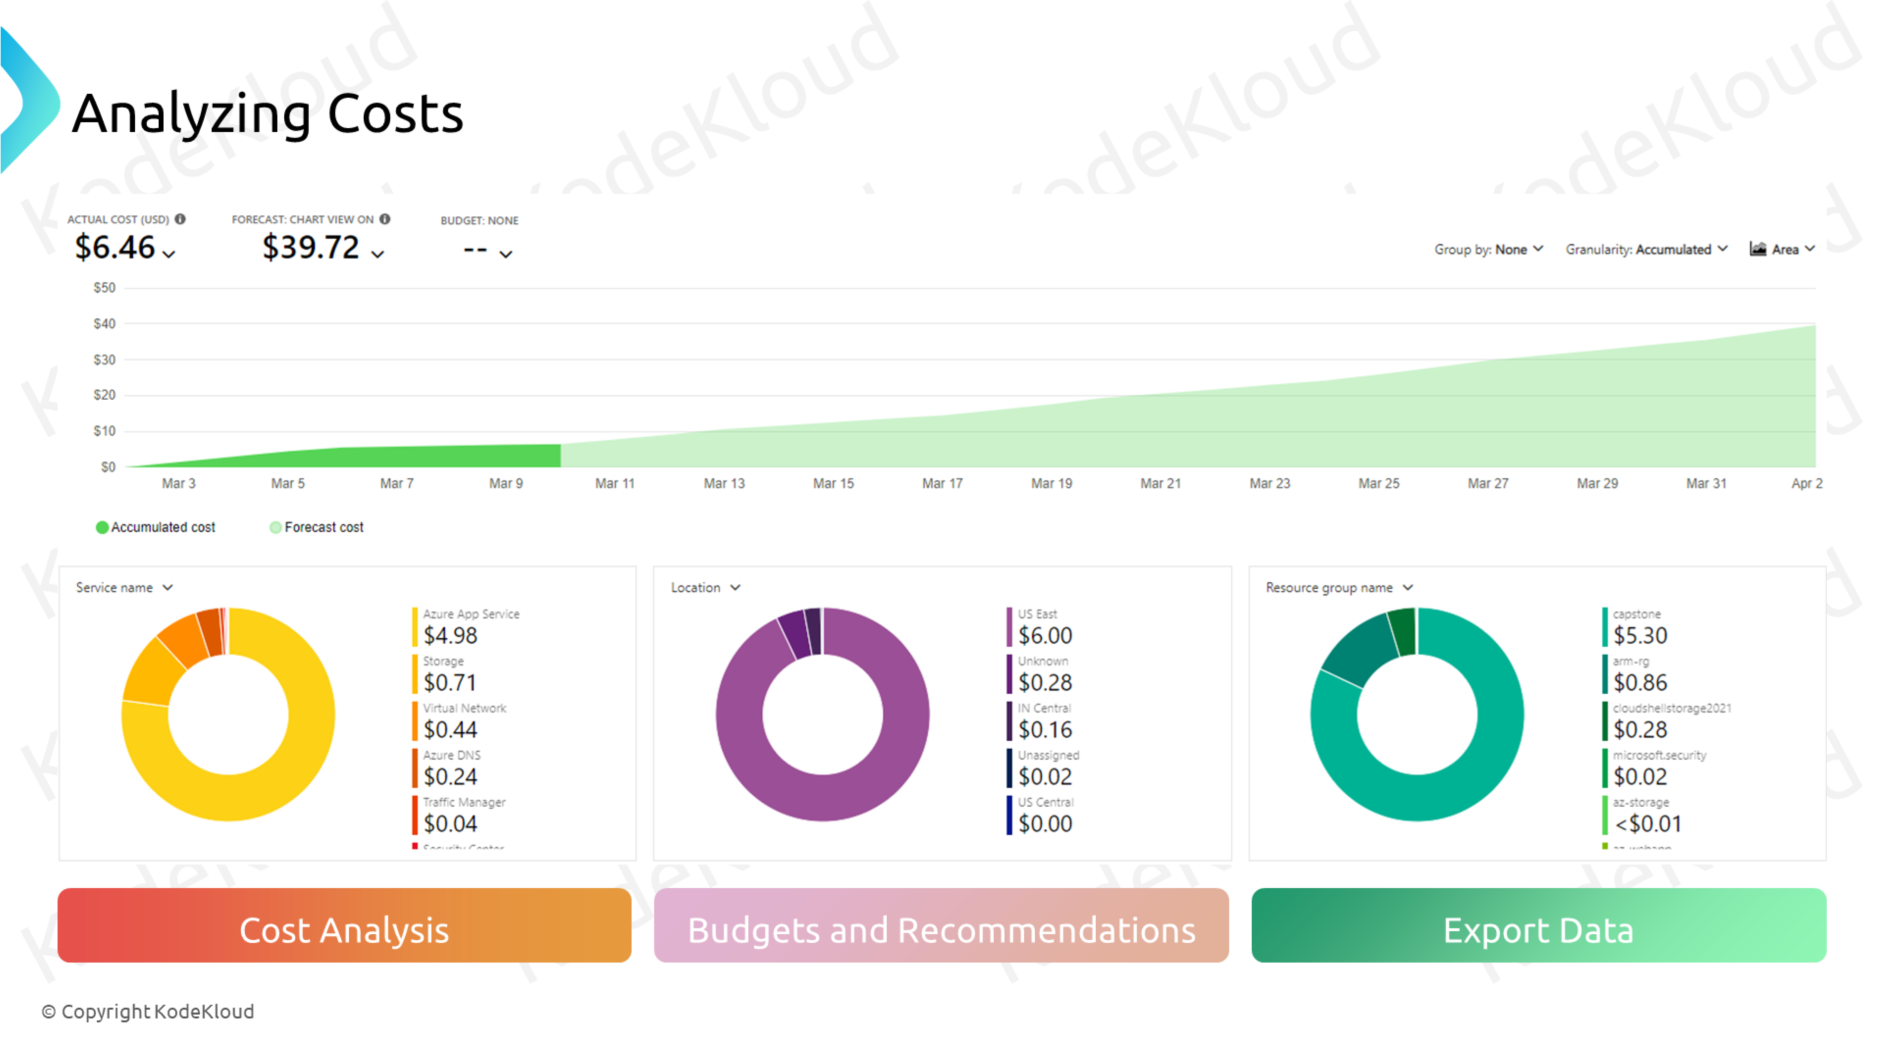 Analyzing Costs
ACTUAL COST (USD)
$6.46
FORECAST: CHART VIEW ON
$39.72
BUDGET: NONE
--
Group by: None
Granularity: Accumulated
Area
$50
$40
$30
$20
$10
$0
Mar 3 Mar 5 Mar 7 Mar 9 Mar 11 Mar 13 Mar 15 Mar 17 Mar 19 Mar 21 Mar 23 Mar 25 Mar 27 Mar 29 Mar 31 Apr 2
Accumulated cost Forecast cost
Service name
Azure App Service
$4.98
Storage
$0.71
Virtual Network
$0.44
Azure DNS
$0.24
Traffic Manager
$0.04
Security Center
Location
US East
$6.00
Unknown
$0.28
IN Central
$0.16
Unassigned
$0.02
US Central
$0.00
Resource group name
capstone
$5.30
arm-rg
$0.86
cloudshellstorage2021
$0.28
microsoft.security
$0.02
az-storage
<$0.01
Cost Analysis
Budgets and Recommendations
Export Data
© Copyright KodeKloud
KodeKloud